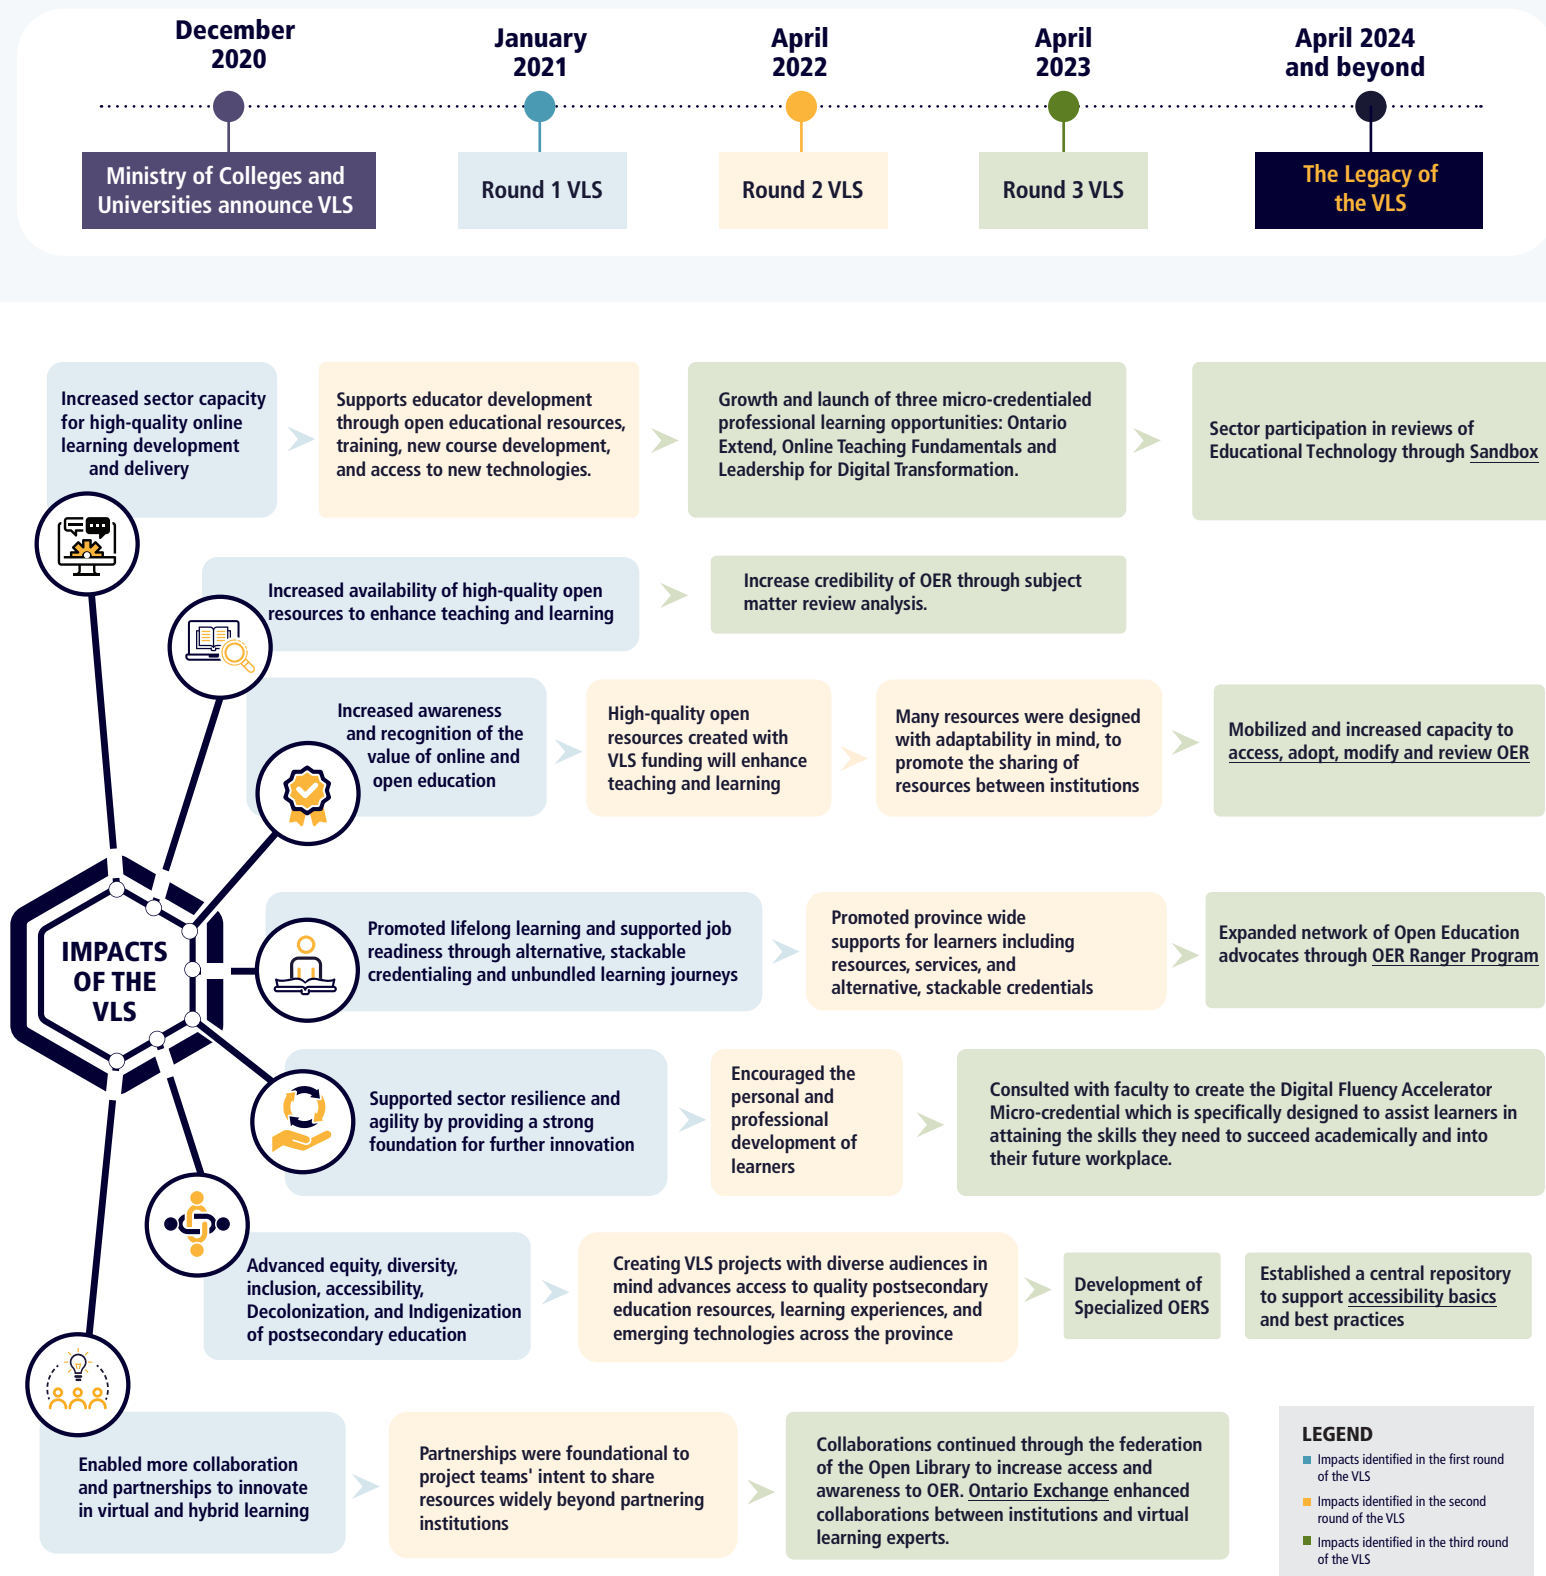 December
2020
January
2021
April
2022
April
2023
April 2024
and beyond
Ministry of Colleges and
Universities announce VLS
Round 1 VLS
Round 2 VLS
Round 3 VLS
The Legacy of
the VLS
Increased sector capacity
for high-quality online
learning development
and delivery
Supports educator development
through open educational resources,
training, new course development,
and access to new technologies.
Growth and launch of three micro-credentialed
professional learning opportunities: Ontario
Extend, Online Teaching Fundamentals and
Leadership for Digital Transformation.
Sector participation in reviews of
Educational Technology through Sandbox
Increased availability of high-quality open
resources to enhance teaching and learning
Increase credibility of OER through subject
matter review analysis.
Increased awareness
and recognition of the
value of online and
open education
High-quality open
resources created with
VLS funding will enhance
teaching and learning
Many resources were designed
with adaptability in mind, to
promote the sharing of
resources between institutions
Mobilized and increased capacity to
access, adopt, modify and review OER
IMPACTS
OF THE
VLS
Promoted lifelong learning and supported job
readiness through alternative, stackable
credentialing and unbundled learning journeys
Promoted province wide
supports for learners including
resources, services, and
alternative, stackable credentials
Expanded network of Open Education
advocates through OER Ranger Program
Supported sector resilience and
agility by providing a strong
foundation for further innovation
Encouraged the
personal and
professional
development of
learners
Consulted with faculty to create the Digital Fluency Accelerator
Micro-credential which is specifically designed to assist learners in
attaining the skills they need to succeed academically and into
their future workplace.
Advanced equity, diversity,
inclusion, accessibility,
Decolonization, and Indigenization
of postsecondary education
Creating VLS projects with diverse audiences in
mind advances access to quality postsecondary
education resources, learning experiences, and
emerging technologies across the province
Development of
Specialized OERS
Established a central repository
to support accessibility basics
and best practices
Enabled more collaboration
and partnerships to innovate
in virtual and hybrid learning
Partnerships were foundational to
project teams' intent to share
resources widely beyond partnering
institutions
Collaborations continued through the federation
of the Open Library to increase access and
awareness to OER. Ontario Exchange enhanced
collaborations between institutions and virtual
learning experts.
LEGEND
Impacts identified in the first round
of the VLS
Impacts identified in the second
round of the VLS
Impacts identified in the third round
of the VLS